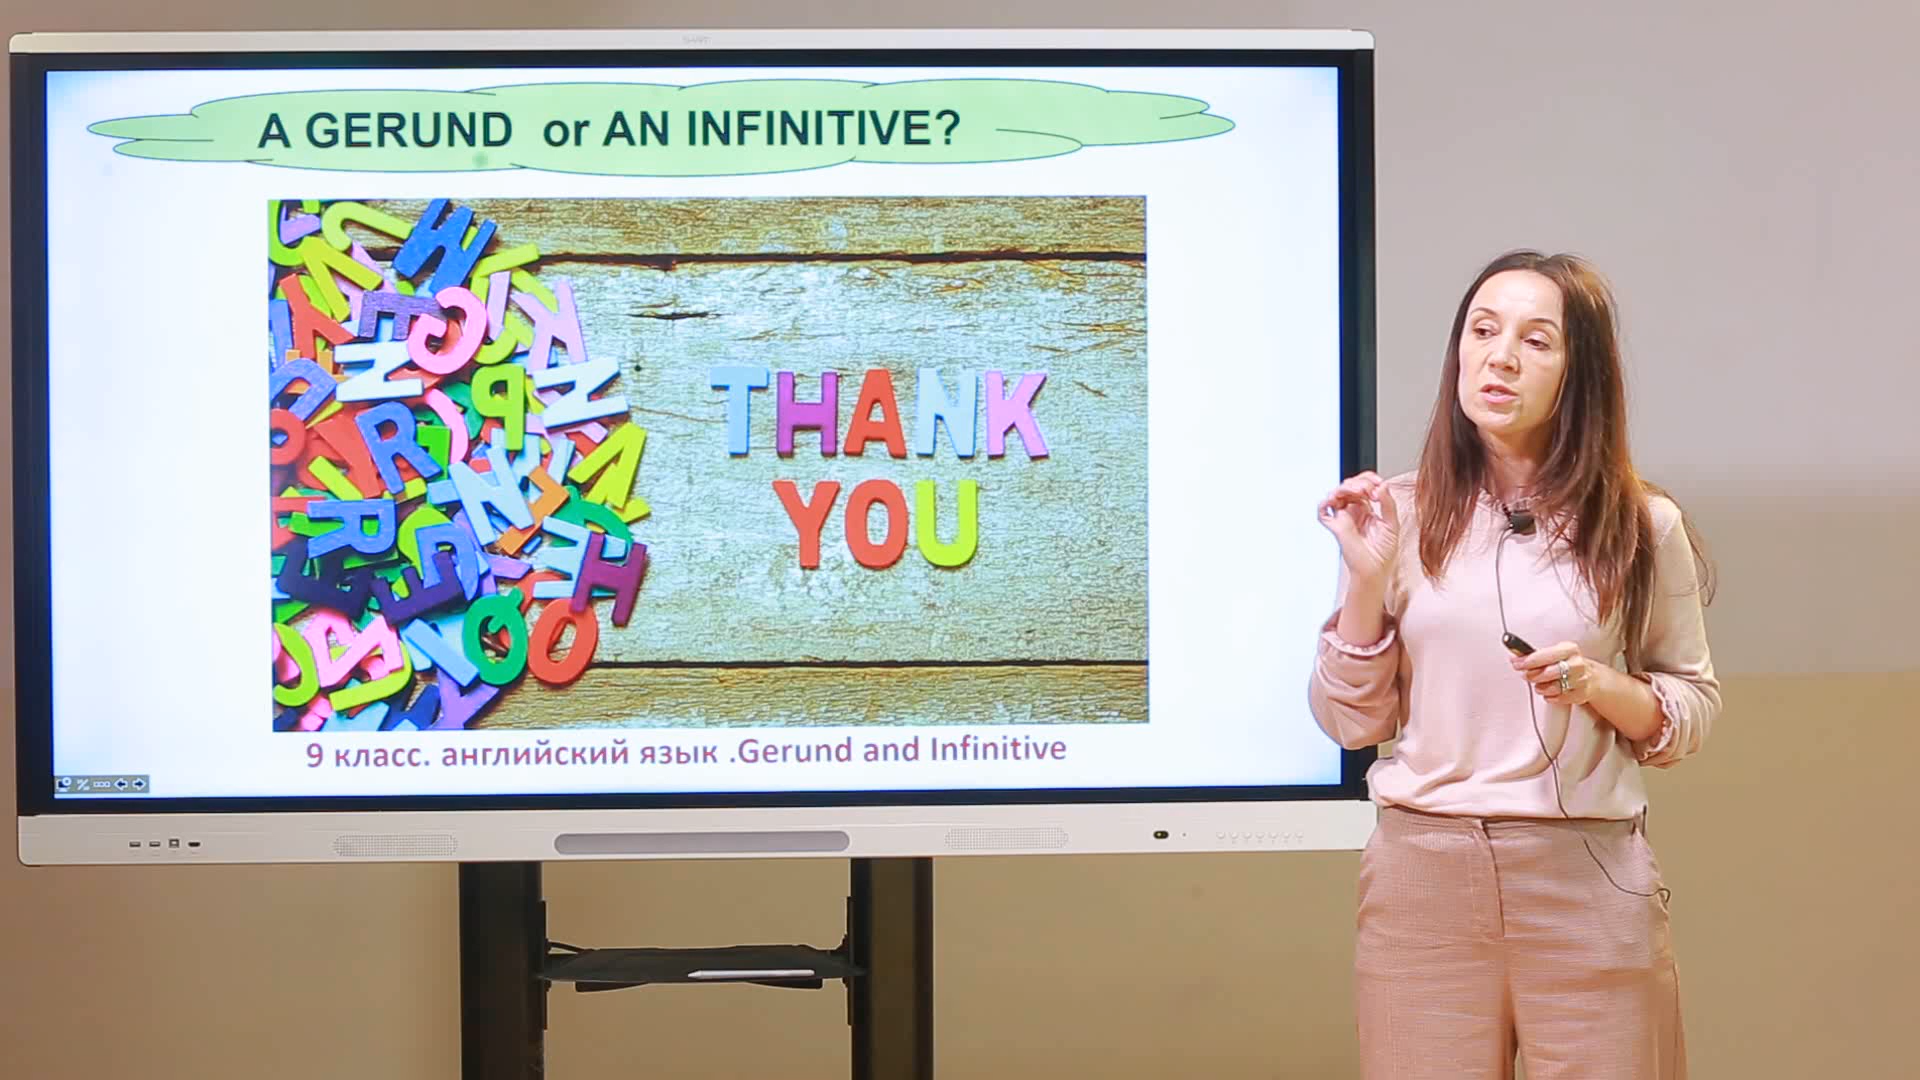 A GERUND or AN INFINITIVE?
THANK
YOU
9 класс. английский язык .Gerund and Infinitive